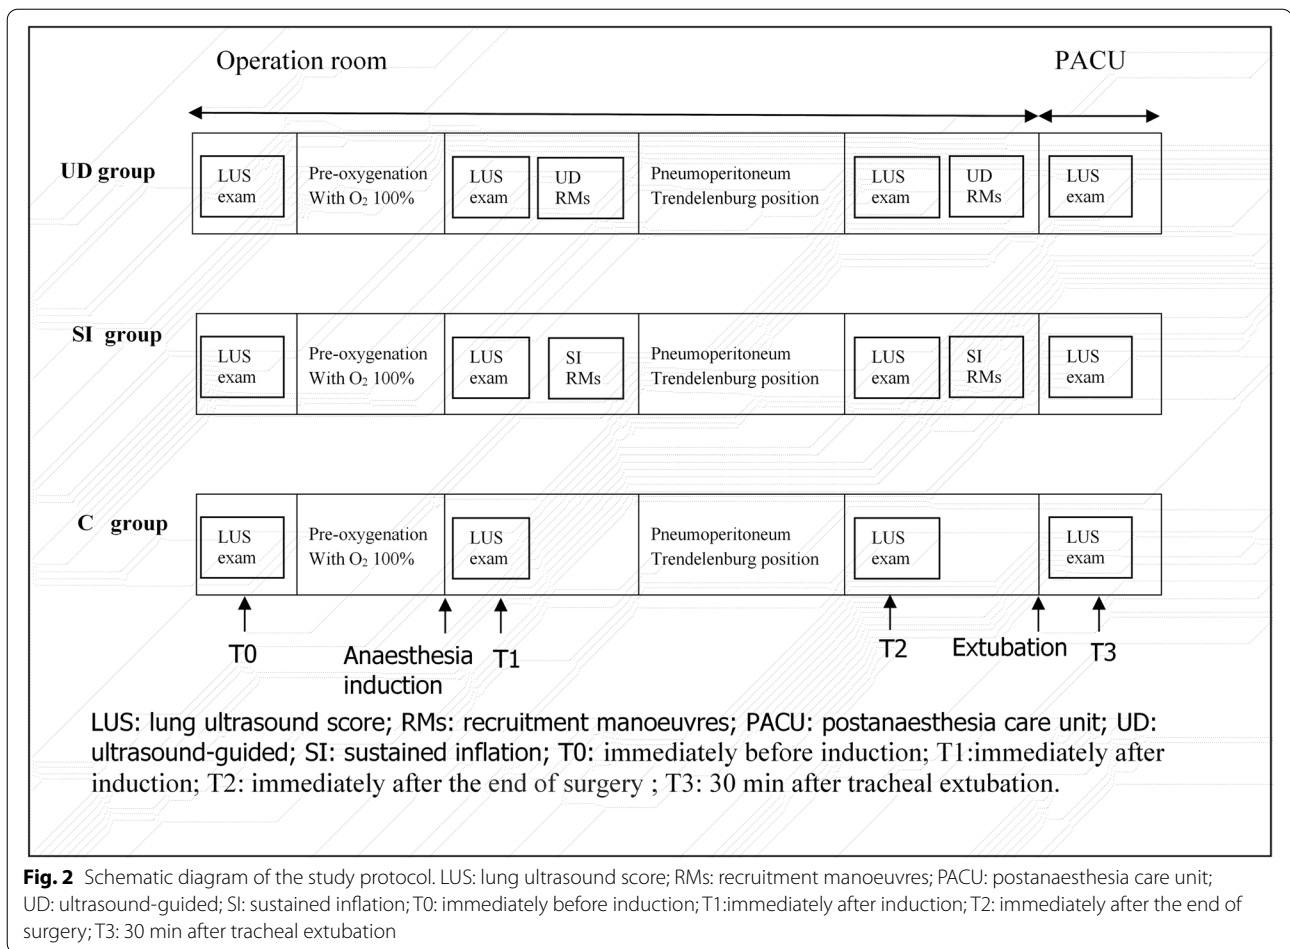 Operation room
PACU
UD group
LUS
exam
Pre-oxygenation
With O₂ 100%
LUS
exam
UD
RMs
Pneumoperitoneum
Trendelenburg position
LUS
exam
UD
RMs
LUS
exam
SI group
LUS
exam
Pre-oxygenation
With O₂ 100%
LUS
exam
SI
RMs
Pneumoperitoneum
Trendelenburg position
LUS
exam
SI
RMs
LUS
exam
C group
LUS
exam
Pre-oxygenation
With O₂ 100%
LUS
exam
Pneumoperitoneum
Trendelenburg position
LUS
exam
LUS
exam
T0
Anaesthesia
induction
T1
T2
Extubation
T3
LUS: lung ultrasound score; RMs: recruitment manoeuvres; PACU: postanaesthesia care unit; UD:
ultrasound-guided; SI: sustained inflation; T0: immediately before induction; T1:immediately after
induction; T2: immediately after the end of surgery ; T3: 30 min after tracheal extubation.
Fig. 2 Schematic diagram of the study protocol. LUS: lung ultrasound score; RMs: recruitment manoeuvres; PACU: postanaesthesia care unit;
UD: ultrasound-guided; SI: sustained inflation; T0: immediately before induction; T1:immediately after induction; T2: immediately after the end of
surgery; T3: 30 min after tracheal extubation